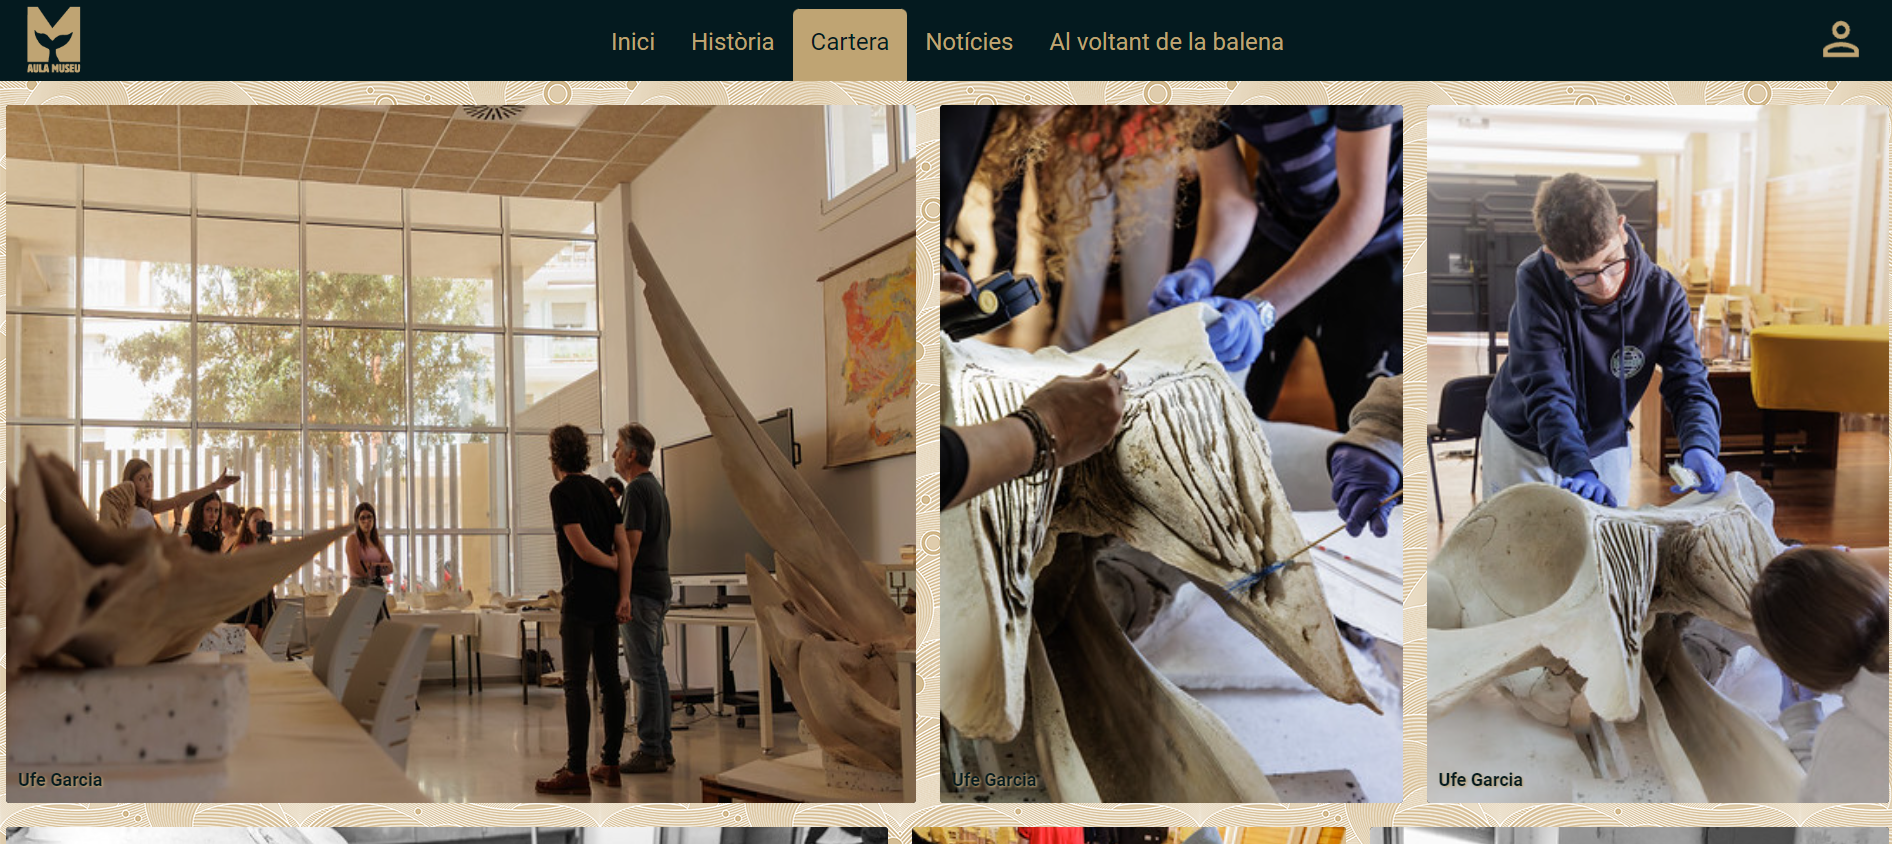 AULA MUSEU
Inici
Història
Cartera
Notícies
Al voltant de la balena
Ufe Garcia
Ufe Garcia
Ufe Garcia